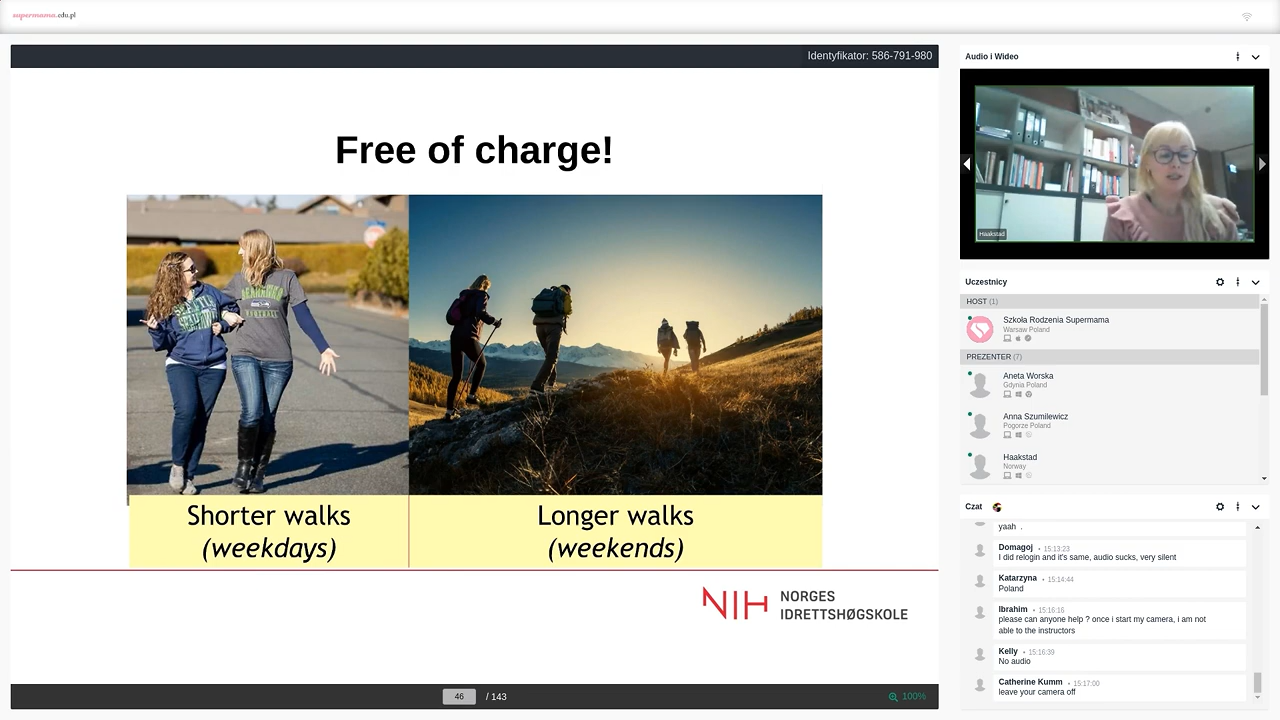 supermama.edu.pl
Identyfikator: 586-791-980
Free of charge!
Shorter walks
(weekdays)
Longer walks
(weekends)
NIH NORGES
IDRETTSHØGSKOLE
46 / 143
100%
Audio i Wideo
Haakstad
Uczestnicy
HOST (1)
Szkoła Rodzenia Supermama
Warsaw Poland
PREZENTER (7)
Aneta Worska
Gdynia Poland
Anna Szumilewicz
Pogorze Poland
Haakstad
Norway
Czat
yaah .
Domagoj • 15:13:23
I did relogin and it's same, audio sucks, very silent
Katarzyna • 15:14:44
Poland
Ibrahim • 15:16:16
please can anyone help ? once i start my camera, i am not
able to the instructors
Kelly • 15:16:39
No audio
Catherine Kumm • 15:17:00
leave your camera off